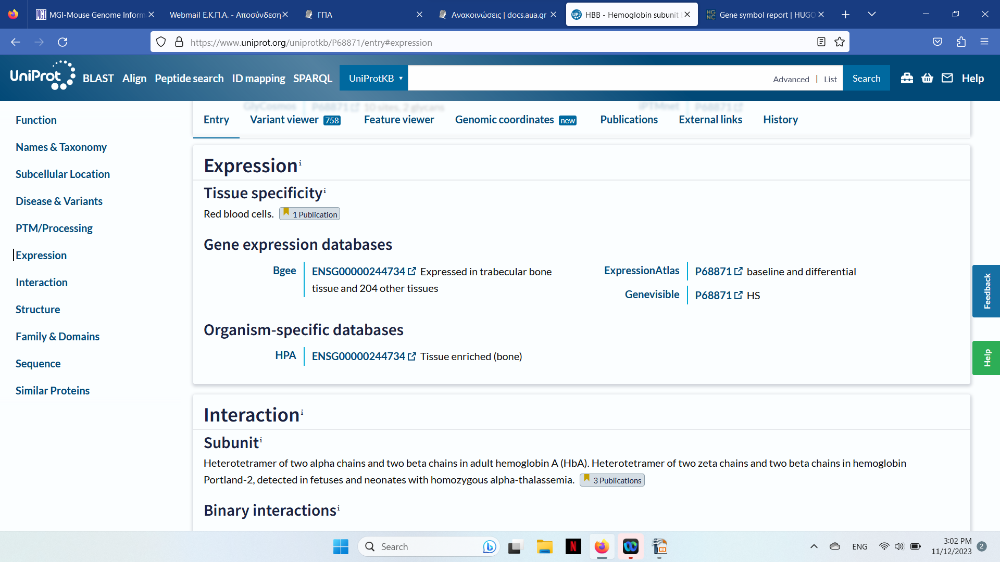 MGI-Mouse Genome Inform
Webmail Ε.Κ.Π.Α. - Αποσύνδεση
ΓΠΑ
Ανακοινώσεις | docs.aua.gr
HBB - Hemoglobin subunit
Gene symbol report | HUGO
https://www.uniprot.org/uniprotkb/P68871/entry#expression
UniProt
BLAST Align Peptide search ID mapping SPARQL
UniProtKB
Advanced | List
Search
Help
GlyCosmos P68871 10 sites, 2 glycans
iPTMnet P68871
Entry Variant viewer 758 Feature viewer Genomic coordinates new Publications External links History
Function
Names & Taxonomy
Subcellular Location
Disease & Variants
PTM/Processing
Expression
Interaction
Structure
Family & Domains
Sequence
Similar Proteins
Expression i
Tissue specificity i
Red blood cells. 1 Publication
Gene expression databases
Bgee ENSG00000244734 Expressed in trabecular bone
tissue and 204 other tissues
ExpressionAtlas P68871 baseline and differential
Genevisible P68871 HS
Organism-specific databases
HPA ENSG00000244734 Tissue enriched (bone)
Interaction i
Subunit i
Heterotetramer of two alpha chains and two beta chains in adult hemoglobin A (HbA). Heterotetramer of two zeta chains and two beta chains in hemoglobin
Portland-2, detected in fetuses and neonates with homozygous alpha-thalassemia. 3 Publications
Binary interactions i
Feedback
Help
Search
N
ENG
3:02 PM
11/12/2023
2